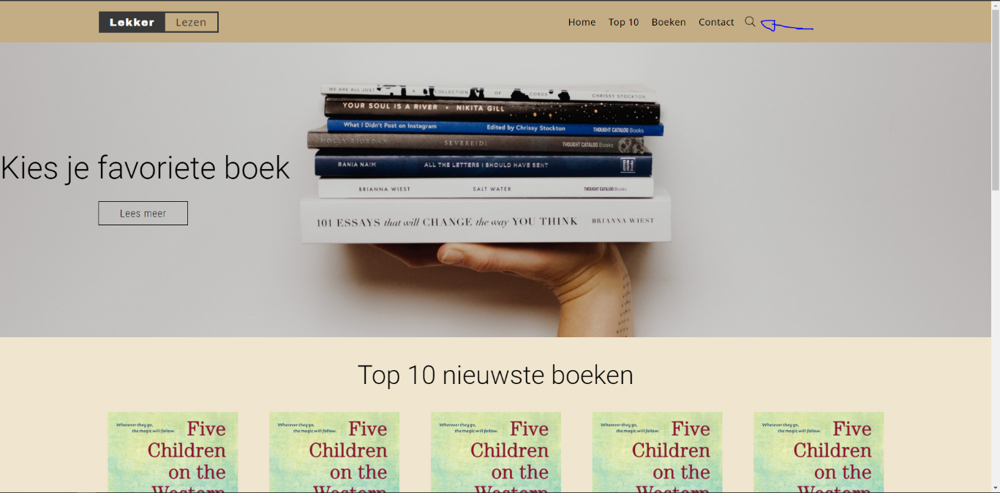 Lekker Lezen Home Top 10 Boeken Contact
WE ARE ALL JUST A COLLECTION OF CORDS CHRISSY STOCKTON
YOUR SOUL IS A RIVER • NIKITA GILL
What I Didn't Post on Instagram Edited by Chrissy Stockton THOUGHT CATALOG Books
HOLLY RIORDAN SEVERE(D) THOUGHT CATALOG Books
Kies je favoriete boek
RANIA NAIM ALL THE LETTERS I SHOULD HAVE SENT
BRIANNA WIEST SALT WATER THOUGHT CATALOG Books
Lees meer
101 ESSAYS that will CHANGE the way YOU THINK BRIANNA WIEST
Top 10 nieuwste boeken
Wherever they go,
the magic will follow.
Five
Children
on the
Western
Wherever they go,
the magic will follow.
Five
Children
on the
Western
Wherever they go,
the magic will follow.
Five
Children
on the
Western
Wherever they go,
the magic will follow.
Five
Children
on the
Western
Wherever they go,
the magic will follow.
Five
Children
on the
Western